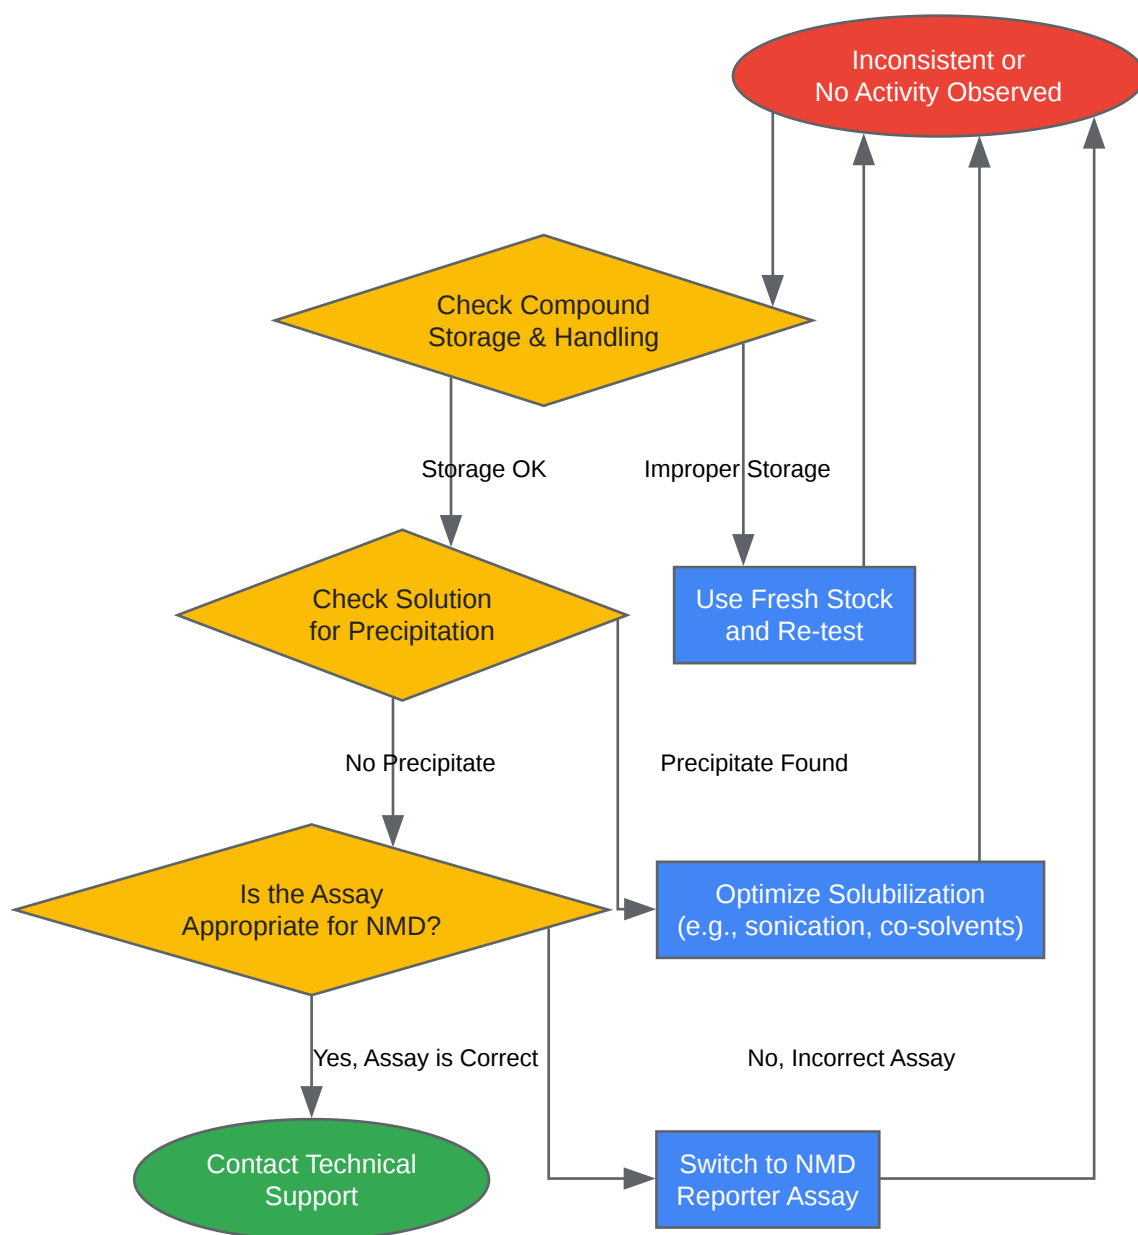 Inconsistent or
No Activity Observed
Check Compound
Storage & Handling
Storage OK
Improper Storage
Check Solution
for Precipitation
Use Fresh Stock
and Re-test
No Precipitate
Precipitate Found
Is the Assay
Appropriate for NMD?
Optimize Solubilization
(e.g., sonication, co-solvents)
Yes, Assay is Correct
No, Incorrect Assay
Contact Technical
Support
Switch to NMD
Reporter Assay